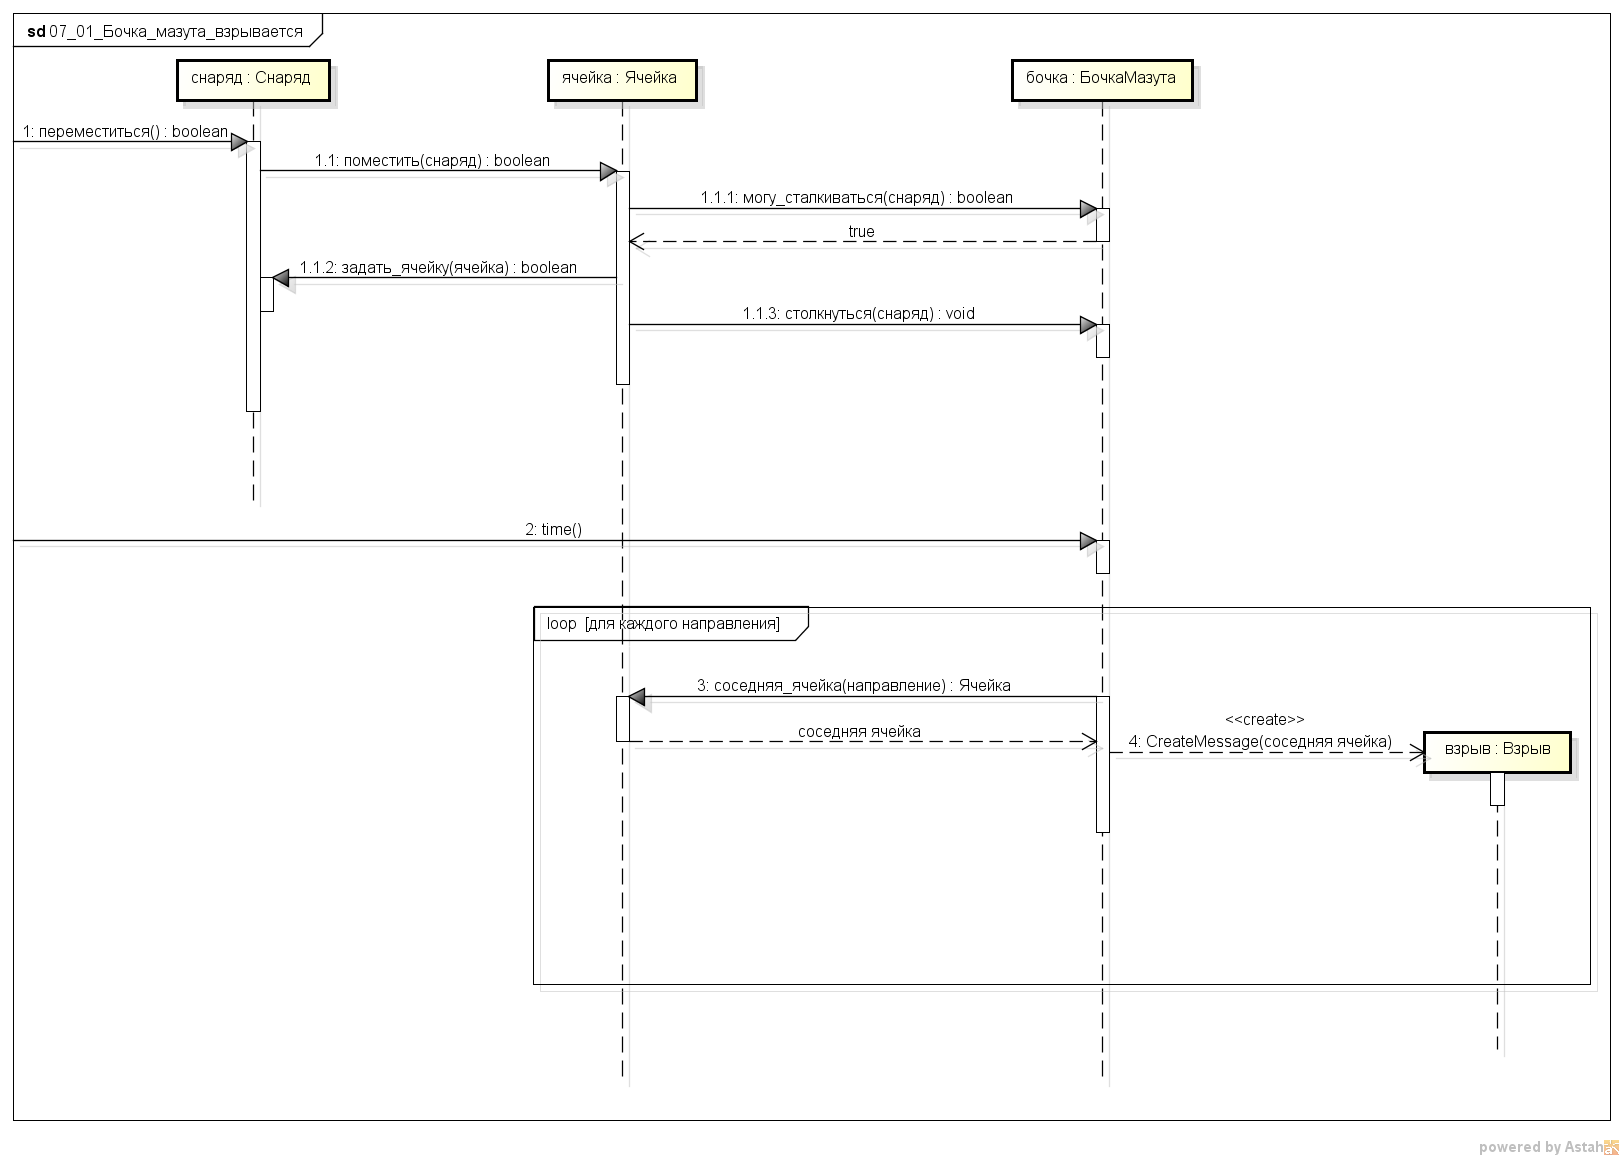 sd 07_01_Бочка_мазута_взрывается
снаряд : Снаряд
ячейка : Ячейка
бочка : БочкаМазута
1: переместиться() : boolean
1.1: поместить(снаряд) : boolean
1.1.1: могу_сталкиваться(снаряд) : boolean
true
1.1.2: задать_ячейку(ячейка) : boolean
1.1.3: столкнуться(снаряд) : void
2: time()
loop [для каждого направления]
3: соседняя_ячейка(направление) : Ячейка
соседняя ячейка
<<create>>
4: CreateMessage(соседняя ячейка)
взрыв : Взрыв
powered by Astah